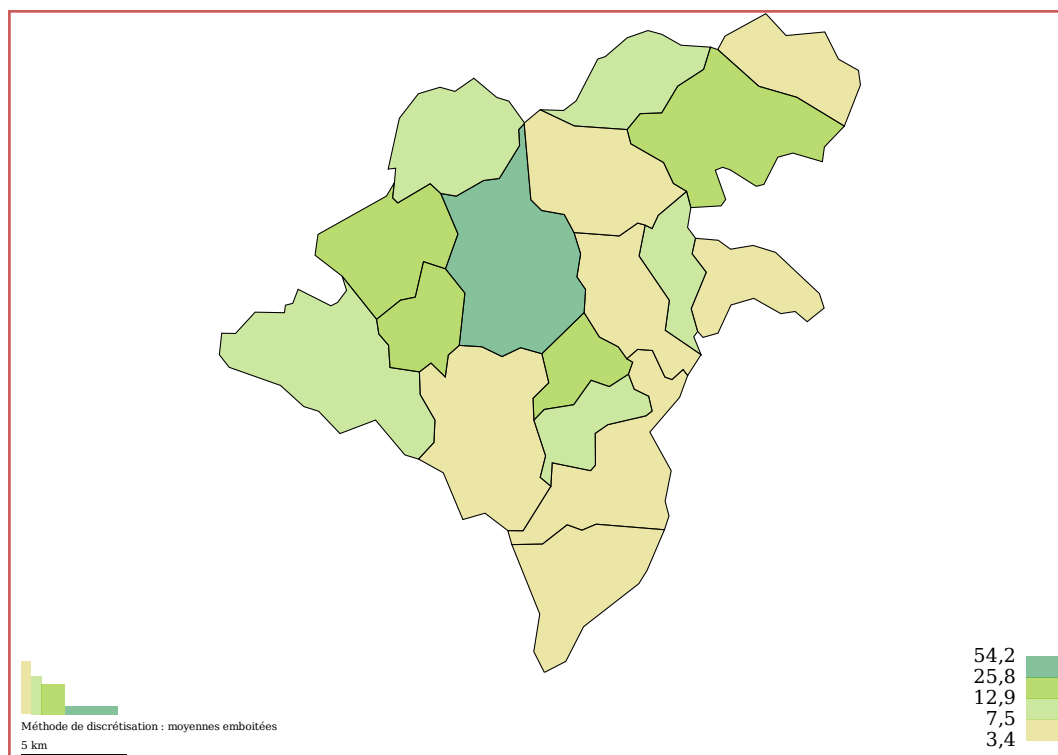 54,2
25,8
12,9
7,5
3,4
Méthode de discrétisation : moyennes emboitées
5 km